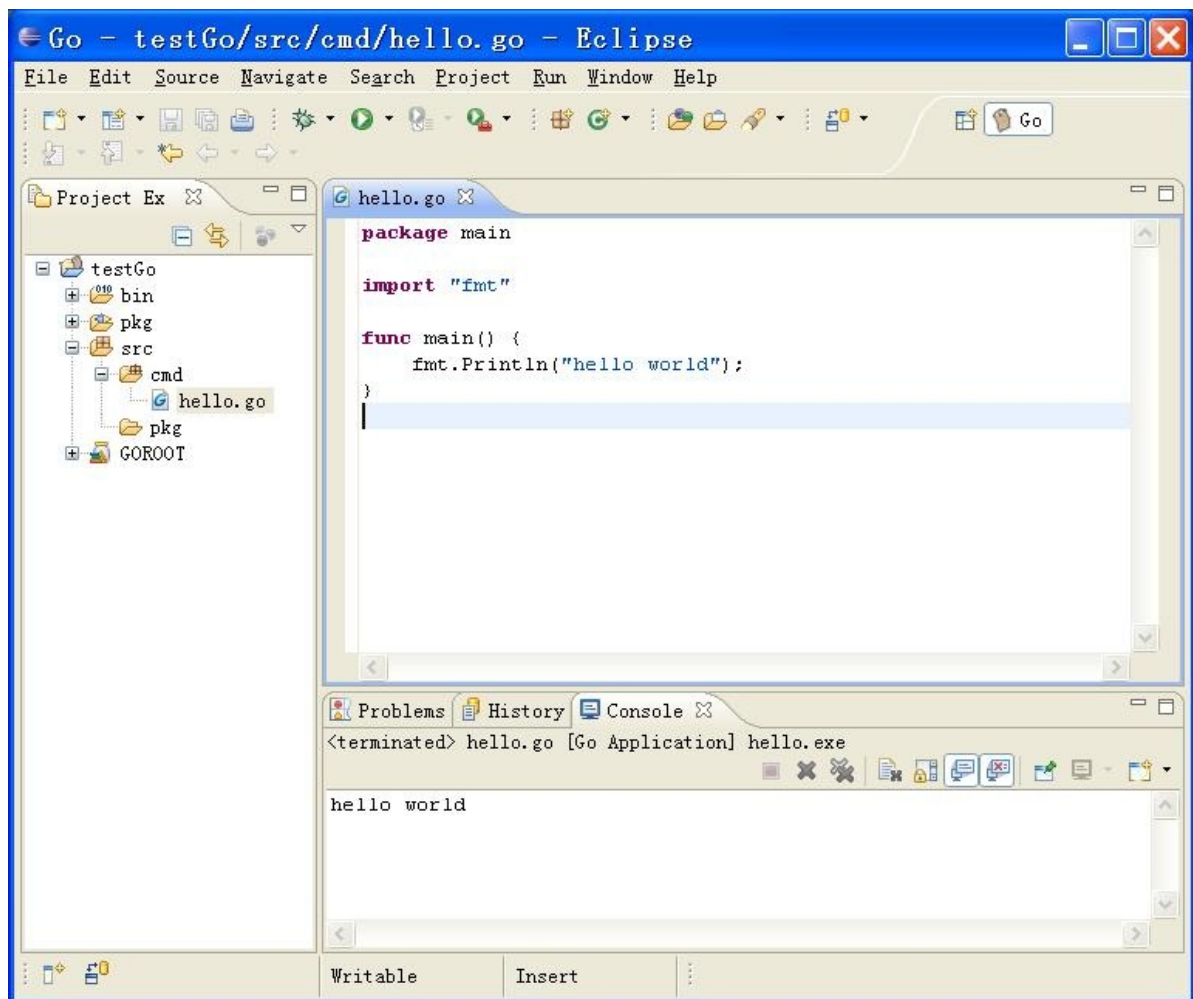 Go - testGo/src/cmd/hello.go - Eclipse
File Edit Source Navigate Search Project Run Window Help
Go
Project Ex
testGo
bin
pkg
src
cmd
hello.go
pkg
GOROOT
hello.go
package main
import "fmt"
func main() {
fmt.Println("hello world");
}
Problems History Console
<terminated> hello.go [Go Application] hello.exe
hello world
Writable Insert